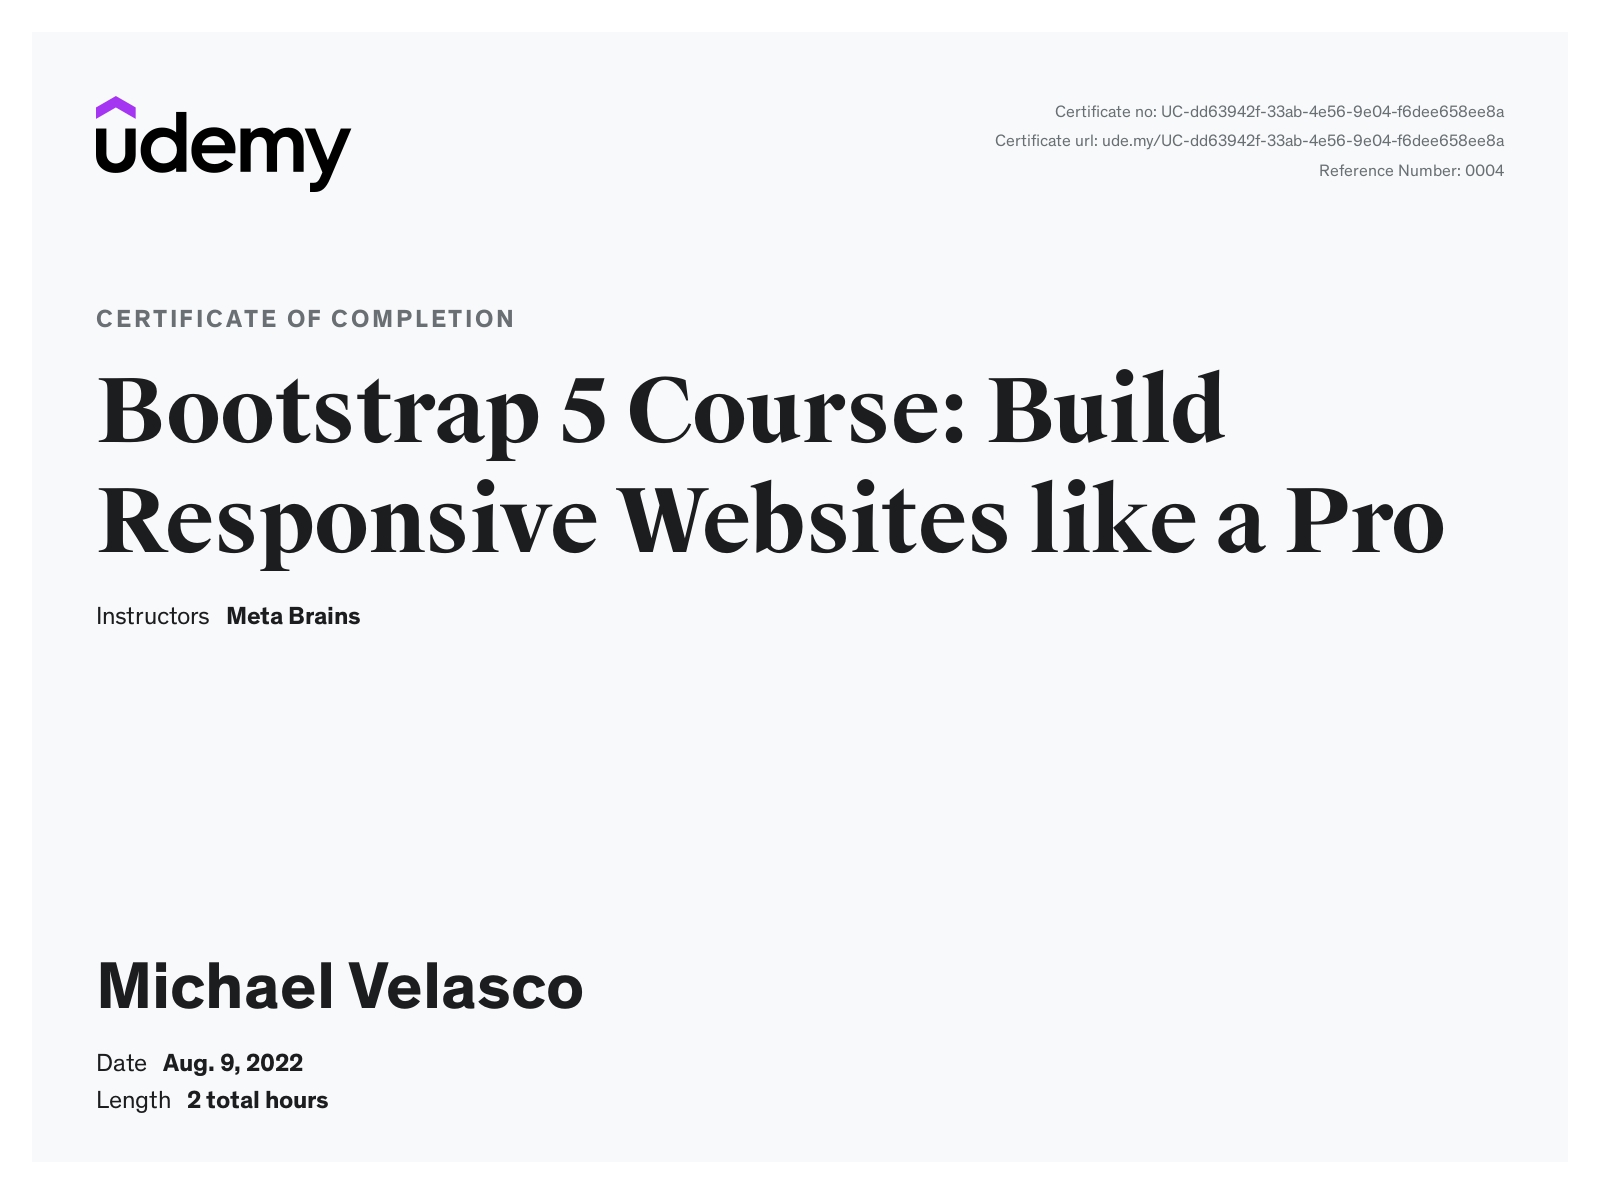 udemy
Certificate no: UC-dd63942f-33ab-4e56-9e04-f6dee658ee8a
Certificate url: ude.my/UC-dd63942f-33ab-4e56-9e04-f6dee658ee8a
Reference Number: 0004
CERTIFICATE OF COMPLETION
Bootstrap 5 Course: Build
Responsive Websites like a Pro
Instructors Meta Brains
Michael Velasco
Date Aug. 9, 2022
Length 2 total hours